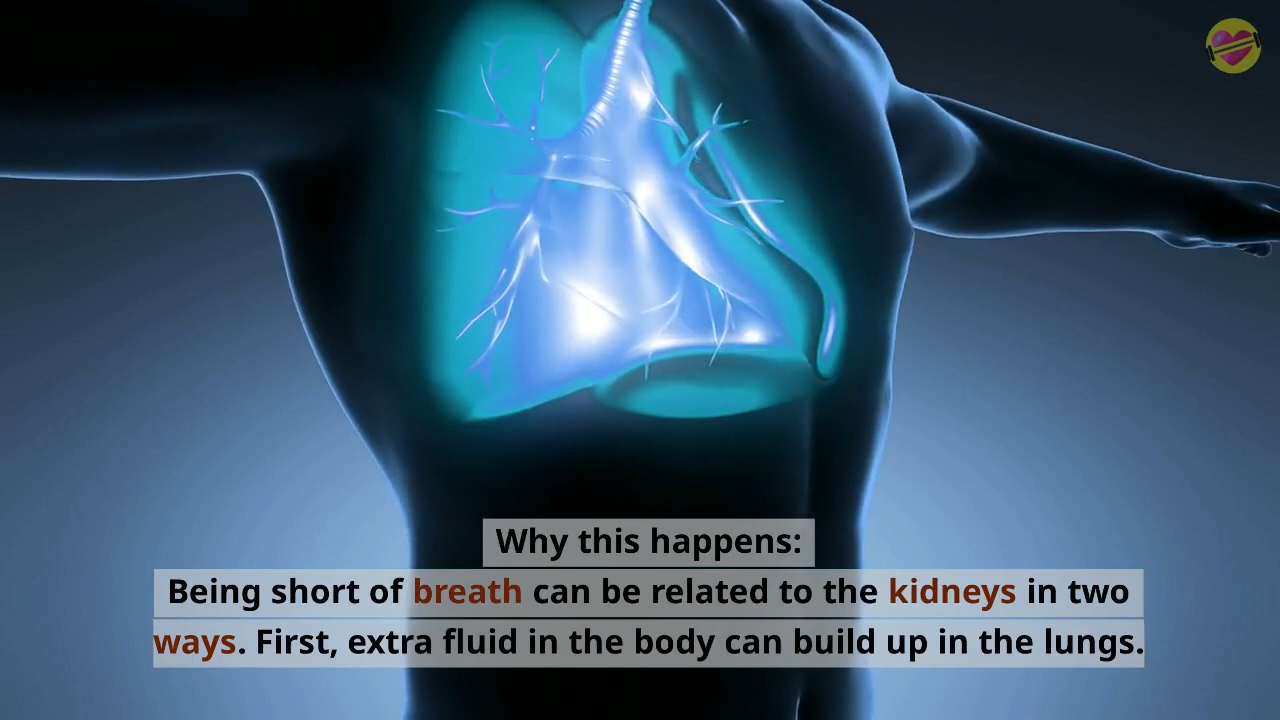 Why this happens:
Being short of breath can be related to the kidneys in two
ways. First, extra fluid in the body can build up in the lungs.